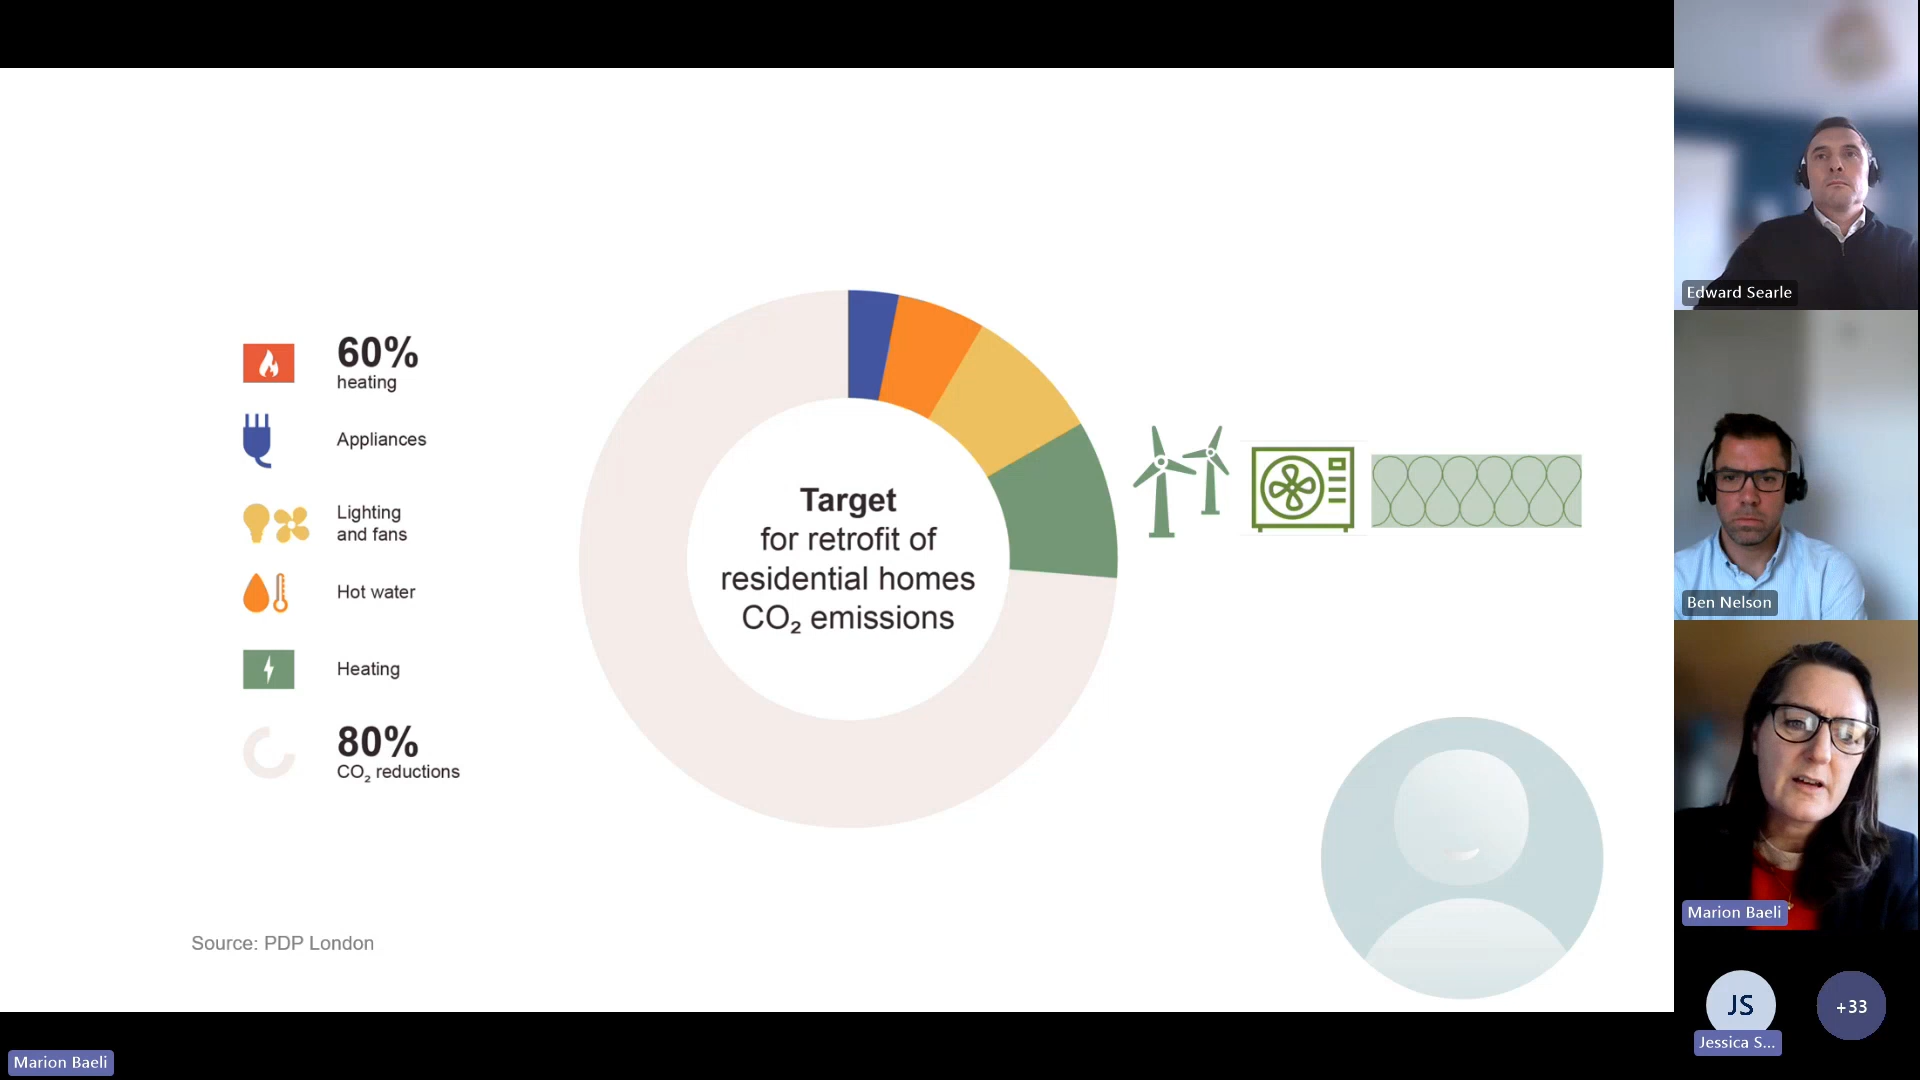 60%
heating
Appliances
Lighting
and fans
Hot water
Heating
80%
CO₂ reductions
Target
for retrofit of
residential homes
CO₂ emissions
Source: PDP London
Edward Searle
Ben Nelson
Marion Baeli
JS
Jessica S...
+33
Marion Baeli